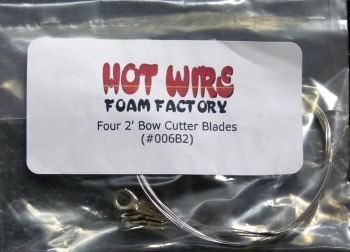 HOT WIRE
FOAM FACTORY
Four 2' Bow Cutter Blades
(#006B2)